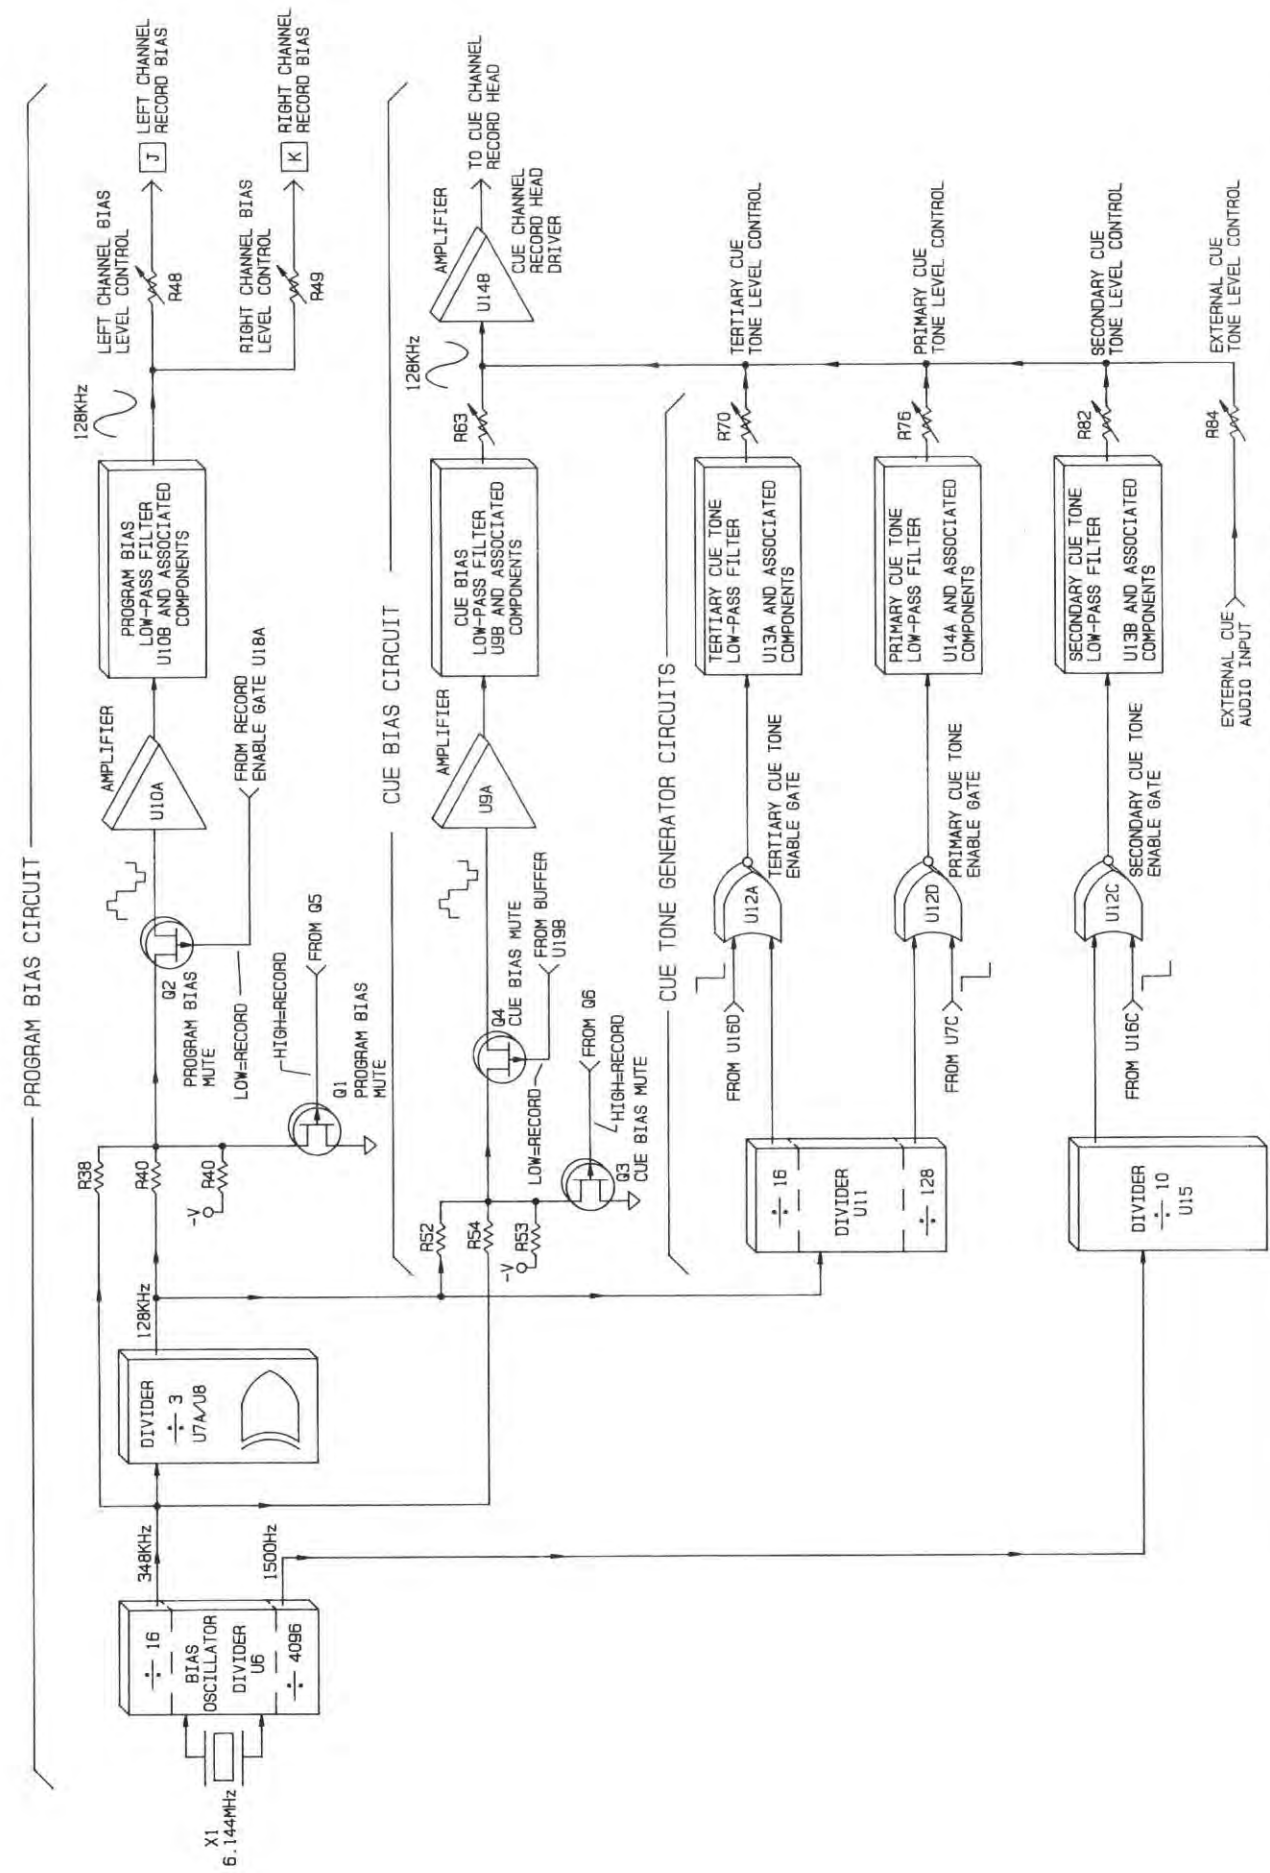 PROGRAM BIAS CIRCUIT
X1
6.144MHz
÷ 16
BIAS
OSCILLATOR
DIVIDER
U6
÷ 4096
348KHz
1500Hz
DIVIDER
÷ 3
U7A/U8
128KHz
R38
R40
-V
R40
Q1
PROGRAM BIAS
MUTE
HIGH=RECORD
FROM Q5
Q2
PROGRAM BIAS
MUTE
LOW=RECORD
FROM RECORD
ENABLE GATE U18A
AMPLIFIER
U10A
PROGRAM BIAS
LOW-PASS FILTER
U10B AND ASSOCIATED
COMPONENTS
128KHz
LEFT CHANNEL BIAS
LEVEL CONTROL
R48
J
LEFT CHANNEL
RECORD BIAS
RIGHT CHANNEL BIAS
LEVEL CONTROL
R49
K
RIGHT CHANNEL
RECORD BIAS
CUE BIAS CIRCUIT
R52
R54
-V
R53
Q3
CUE BIAS MUTE
HIGH=RECORD
FROM Q6
Q4
CUE BIAS MUTE
LOW=RECORD
FROM BUFFER
U19B
AMPLIFIER
U9A
CUE BIAS
LOW-PASS FILTER
U9B AND ASSOCIATED
COMPONENTS
R63
128KHz
AMPLIFIER
U14B
CUE CHANNEL
RECORD HEAD
DRIVER
TO CUE CHANNEL
RECORD HEAD
CUE TONE GENERATOR CIRCUITS
÷ 16
DIVIDER
U11
÷ 128
FROM U16D
U12A
TERTIARY CUE TONE
ENABLE GATE
TERTIARY CUE TONE
LOW-PASS FILTER
U13A AND ASSOCIATED
COMPONENTS
R70
TERTIARY CUE
TONE LEVEL CONTROL
FROM U7C
U12D
PRIMARY CUE TONE
ENABLE GATE
PRIMARY CUE TONE
LOW-PASS FILTER
U14A AND ASSOCIATED
COMPONENTS
R76
PRIMARY CUE
TONE LEVEL CONTROL
DIVIDER
÷ 10
U15
FROM U16C
U12C
SECONDARY CUE TONE
ENABLE GATE
SECONDARY CUE TONE
LOW-PASS FILTER
U13B AND ASSOCIATED
COMPONENTS
R82
SECONDARY CUE
TONE LEVEL CONTROL
EXTERNAL CUE
AUDIO INPUT
R84
EXTERNAL CUE
TONE LEVEL CONTROL